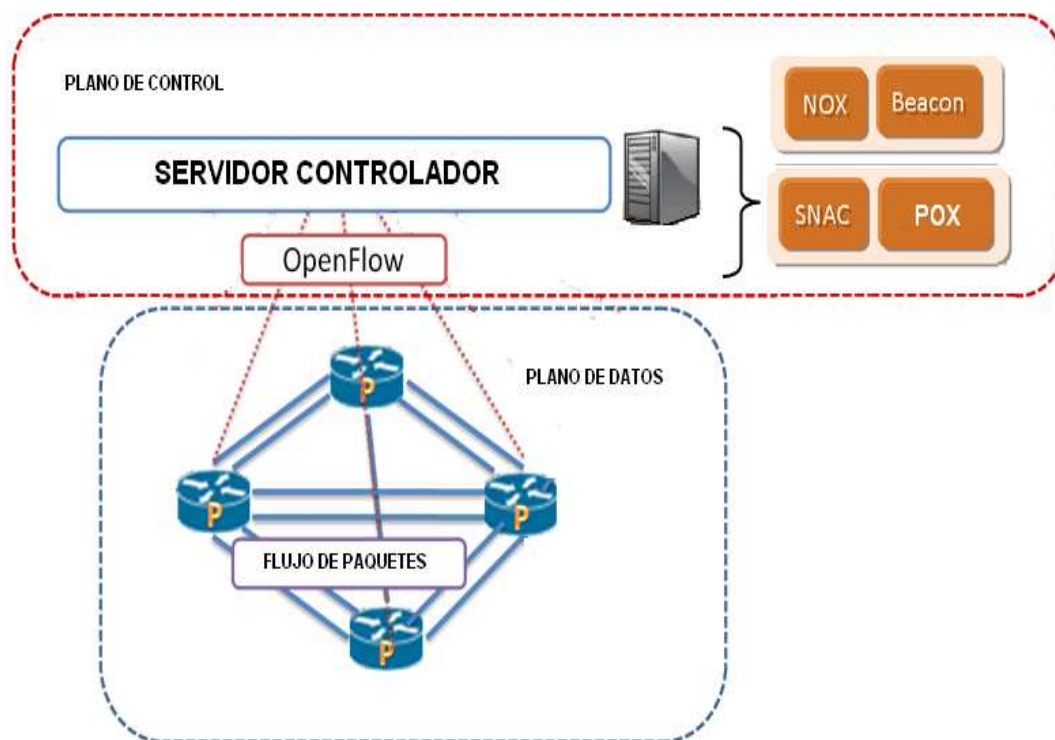 PLANO DE CONTROL
NOX
Beacon
SERVIDOR CONTROLADOR
SNAC
POX
OpenFlow
PLANO DE DATOS
P
P
P
FLUJO DE PAQUETES
P